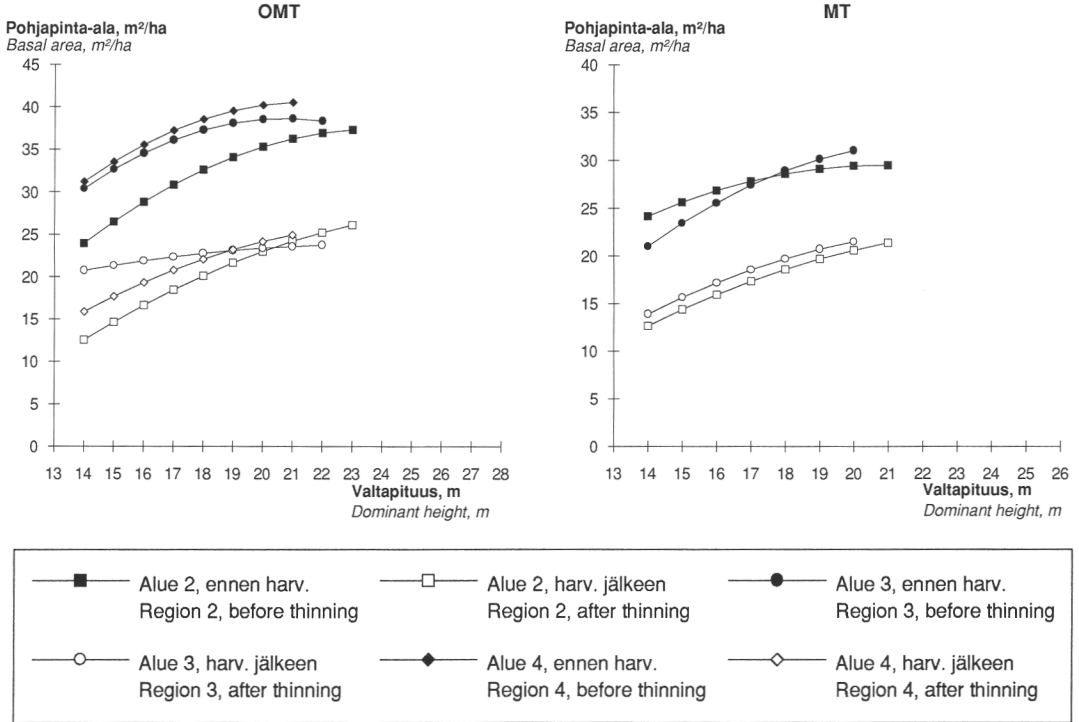 OMT
Pohjapinta-ala, m²/ha
Basal area, m²/ha
45
40
35
30
25
20
15
10
5
0
13 14 15 16 17 18 19 20 21 22 23 24 25 26 27 28
Valtapituus, m
Dominant height, m
MT
Pohjapinta-ala, m²/ha
Basal area, m²/ha
40
35
30
25
20
15
10
5
0
13 14 15 16 17 18 19 20 21 22 23 24 25 26
Valtapituus, m
Dominant height, m
Alue 2, ennen harv.
Region 2, before thinning
Alue 2, harv. jälkeen
Region 2, after thinning
Alue 3, ennen harv.
Region 3, before thinning
Alue 3, harv. jälkeen
Region 3, after thinning
Alue 4, ennen harv.
Region 4, before thinning
Alue 4, harv. jälkeen
Region 4, after thinning